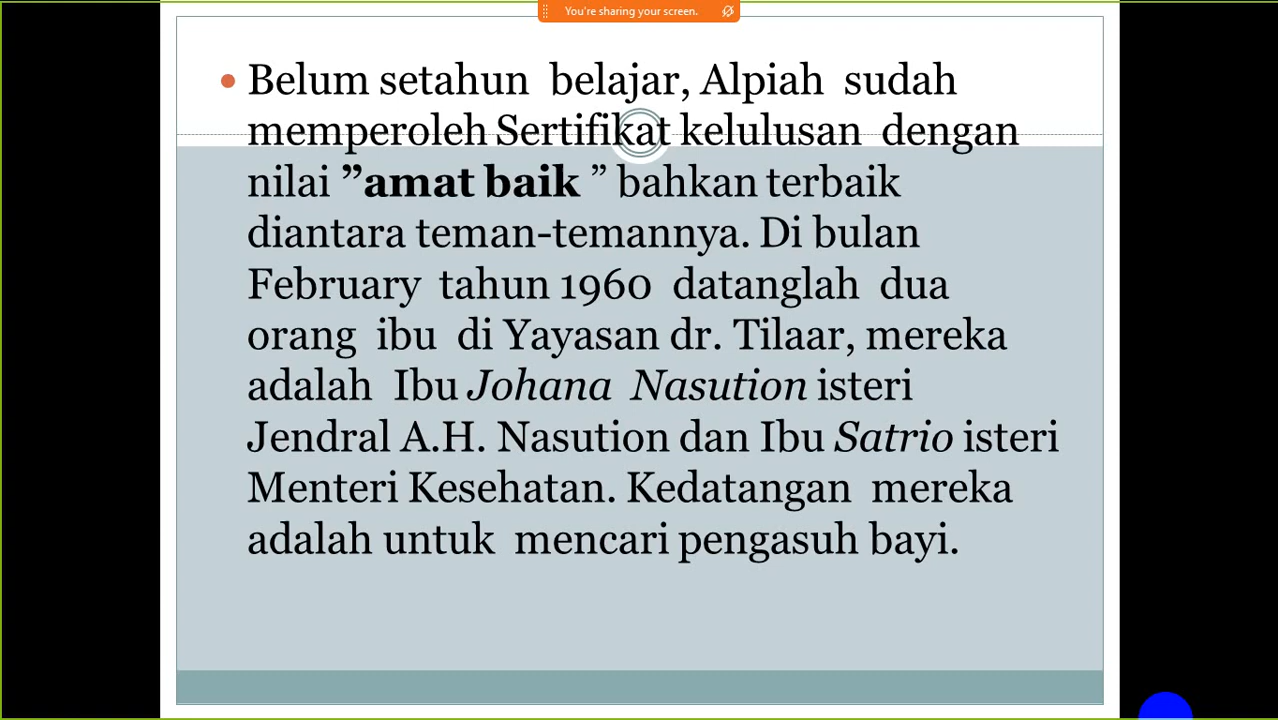 You're sharing your screen.
• Belum setahun belajar, Alpiah sudah
memperoleh Sertifikat kelulusan dengan
nilai ”amat baik ” bahkan terbaik
diantara teman-temannya. Di bulan
February tahun 1960 datanglah dua
orang ibu di Yayasan dr. Tilaar, mereka
adalah Ibu Johana Nasution isteri
Jendral A.H. Nasution dan Ibu Satrio isteri
Menteri Kesehatan. Kedatangan mereka
adalah untuk mencari pengasuh bayi.